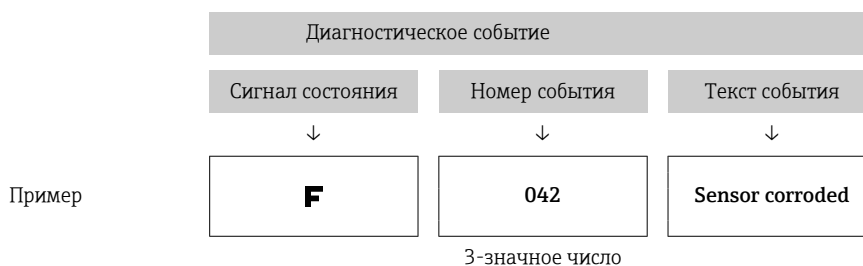 Диагностическое событие
Сигнал состояния Номер события Текст события
↓ ↓ ↓
Пример F 042 Sensor corroded
3-значное число